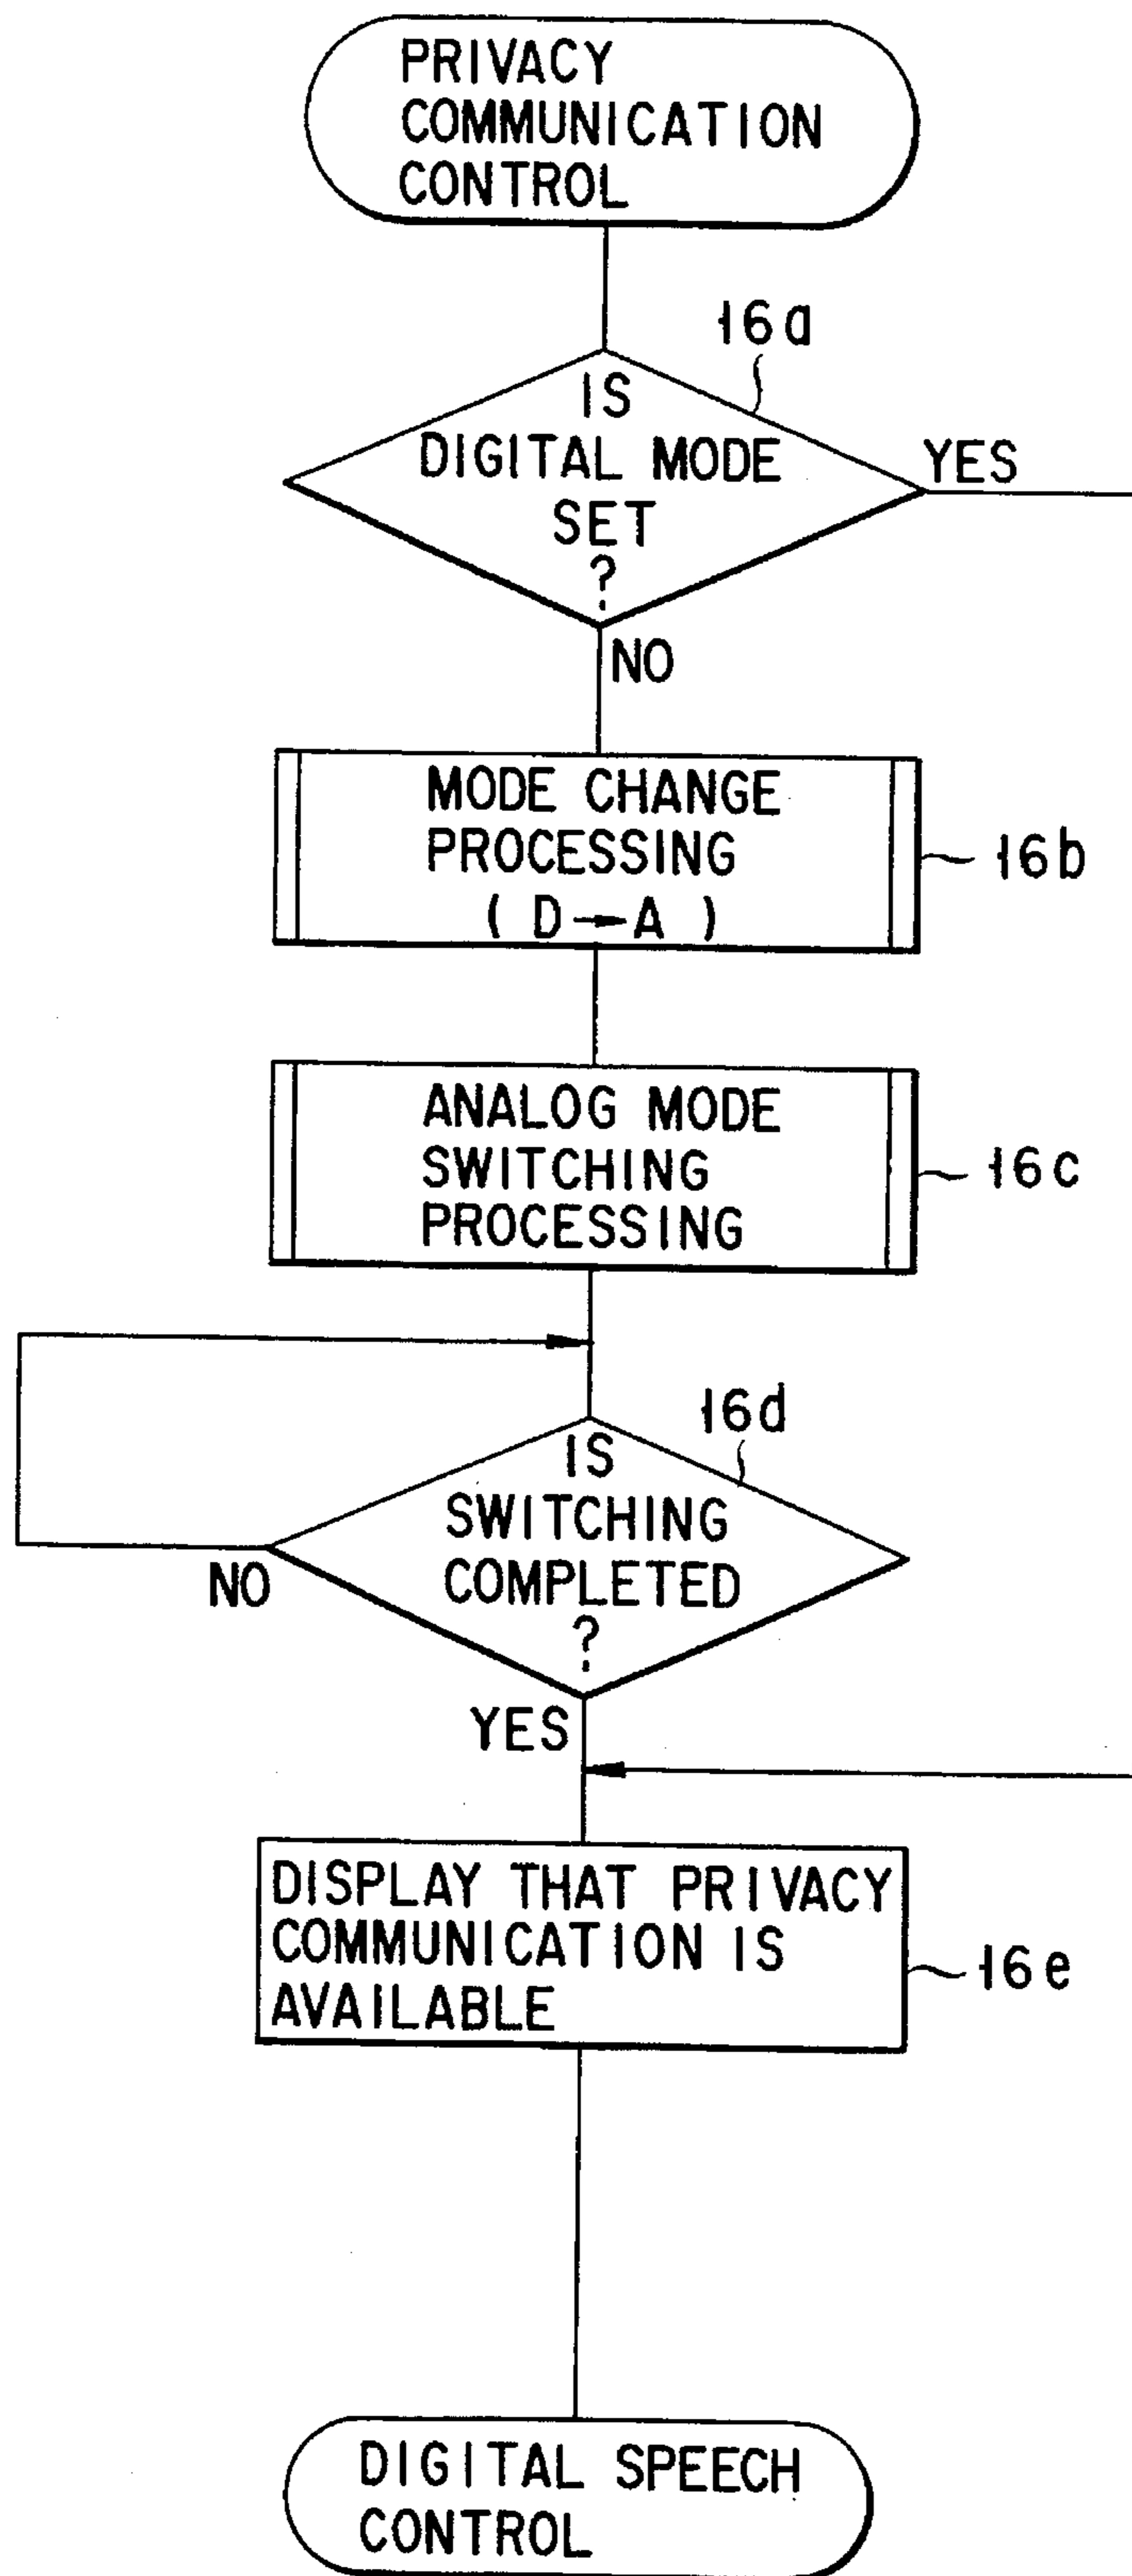 PRIVACY
COMMUNICATION
CONTROL
16a
IS
DIGITAL MODE
SET
?
YES
NO
MODE CHANGE
PROCESSING
( D → A )
16b
ANALOG MODE
SWITCHING
PROCESSING
16c
16d
IS
SWITCHING
COMPLETED
?
NO
YES
DISPLAY THAT PRIVACY
COMMUNICATION IS
AVAILABLE
16e
DIGITAL SPEECH
CONTROL